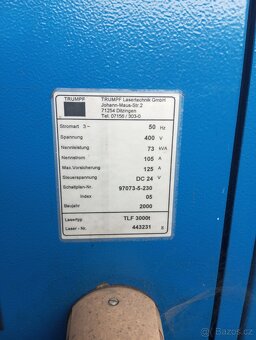 TRUMPF
TRUMPF Lasertechnik GmbH
Johann-Maus-Str. 2
71254 Ditzingen
Tel. 07156 / 303-0
Stromart 3~ 50 Hz
Spannung 400 V
Nennleistung 73 kVA
Nennstrom 105 A
Max.Vorsicherung 125 A
Steuerspannung DC 24 V
Schaltplan-Nr. 97073-5-230
Index 05
Baujahr 2000
Lasertyp TLF 3000t
Laser - Nr. 443231
Bazoš.cz